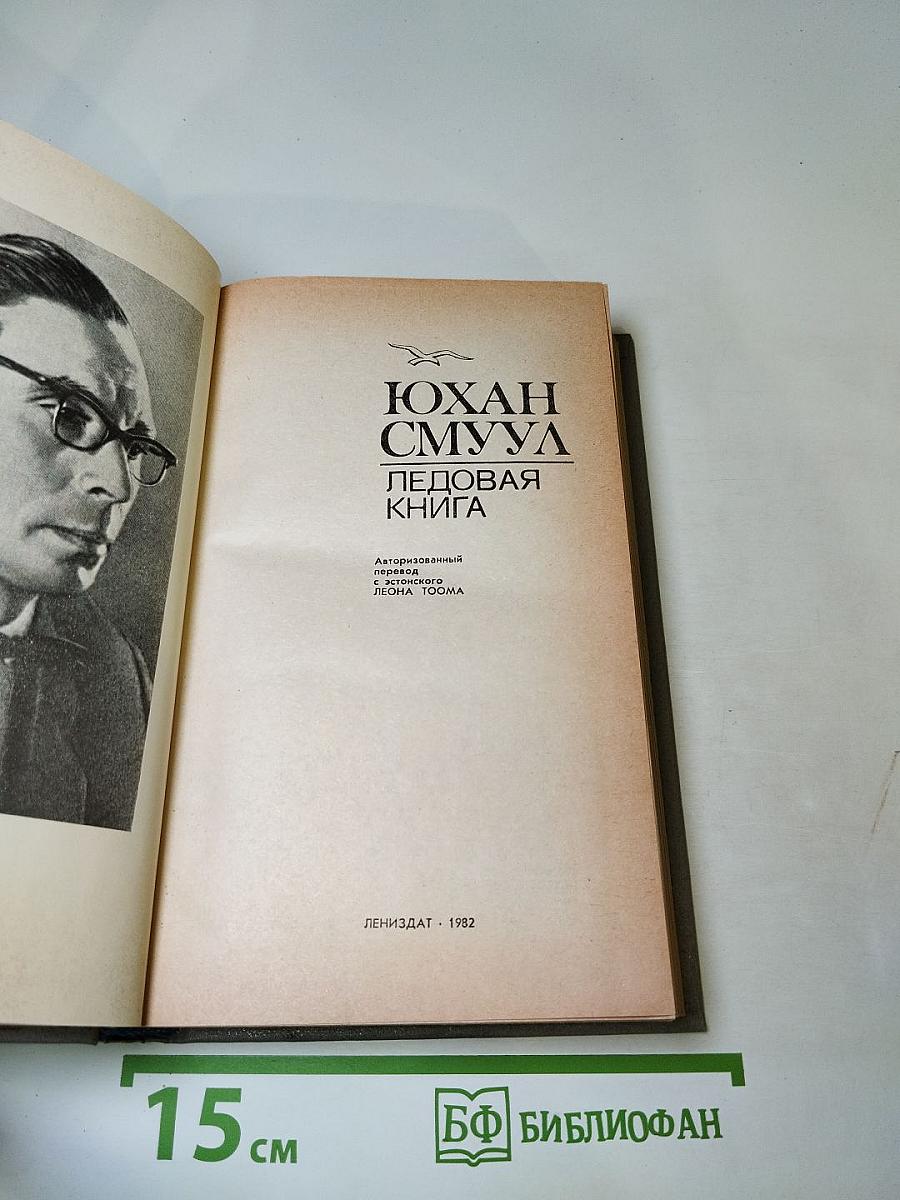 ЮХАН
СМУУЛ
ЛЕДОВАЯ
КНИГА
Авторизованный
перевод
с эстонского
ЛЕОНА ТООМА
ЛЕНИЗДАТ · 1982
15 см
БФ БИБЛИОФАН